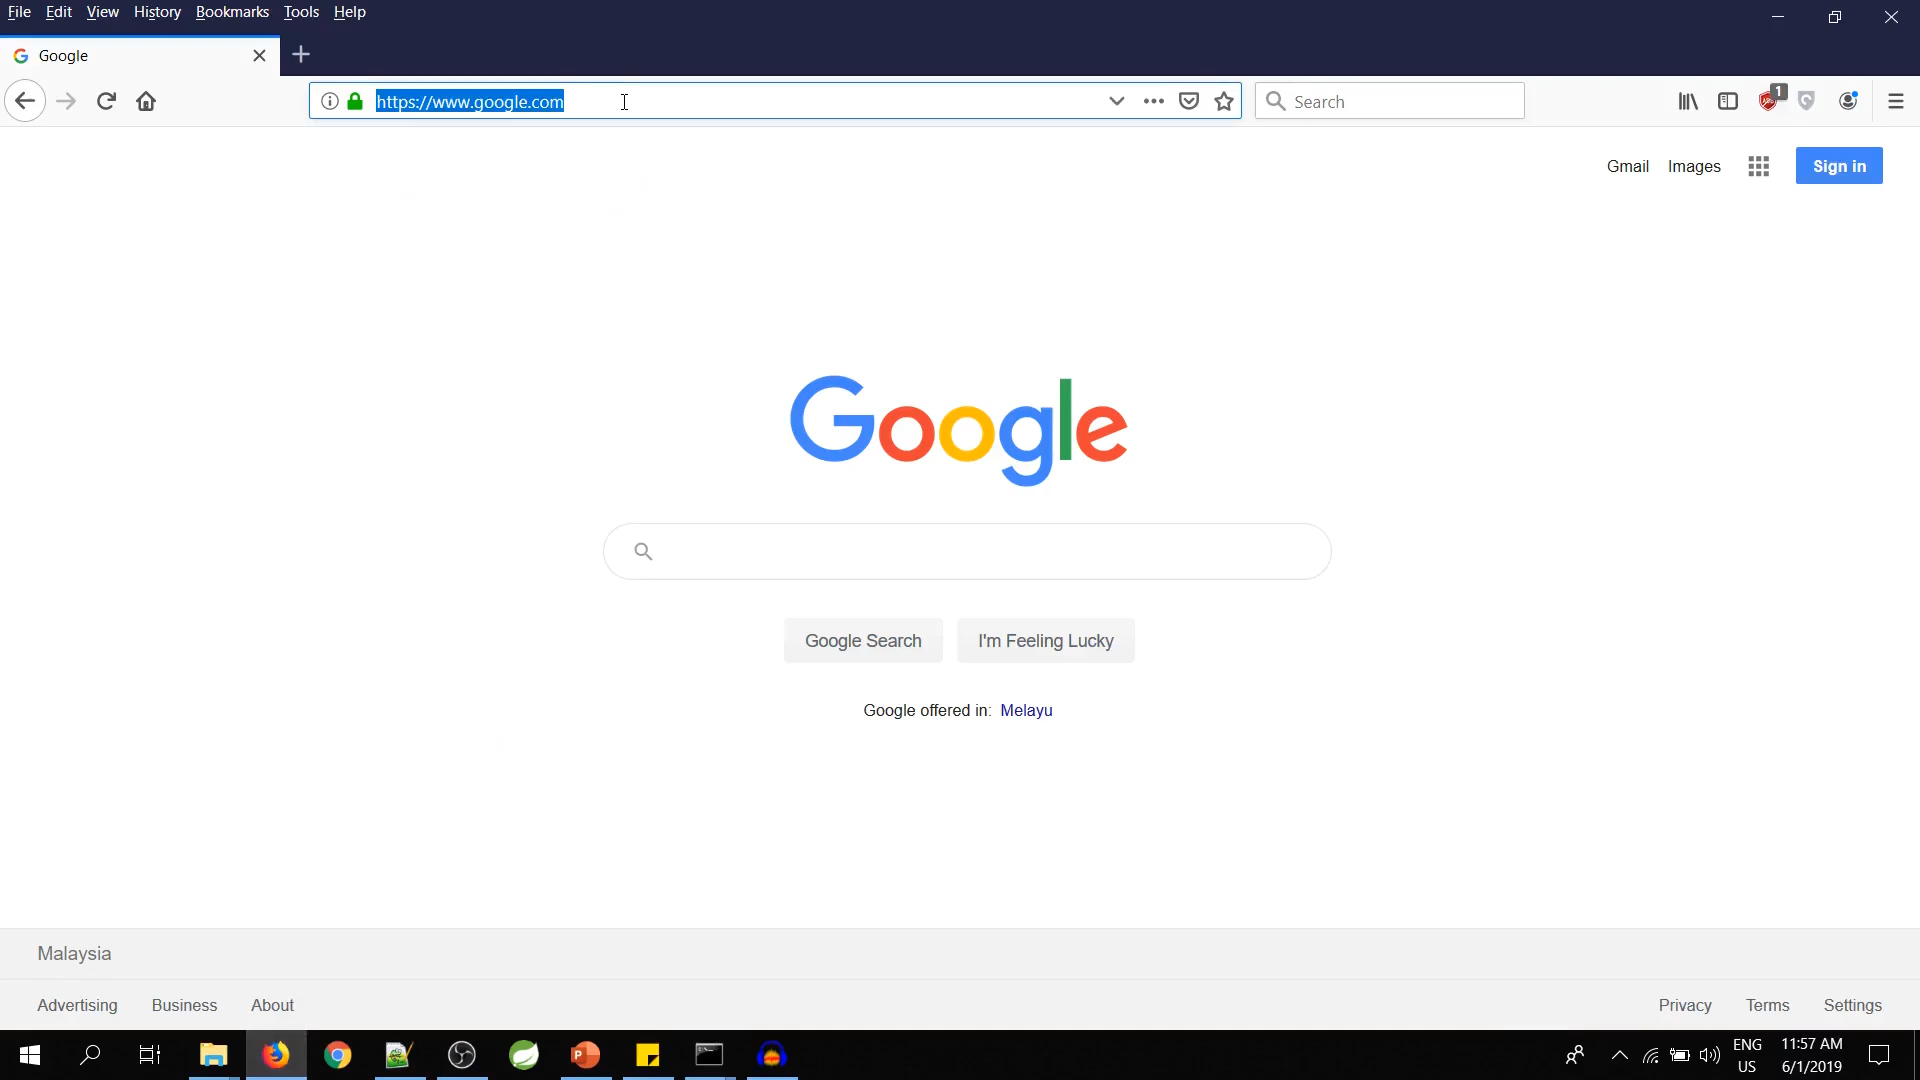 File Edit View History Bookmarks Tools Help
Google
https://www.google.com
Search
1
Gmail Images Sign in
Google
Google Search I'm Feeling Lucky
Google offered in: Melayu
Malaysia
Advertising Business About Privacy Terms Settings
ENG 11:57 AM
US 6/1/2019